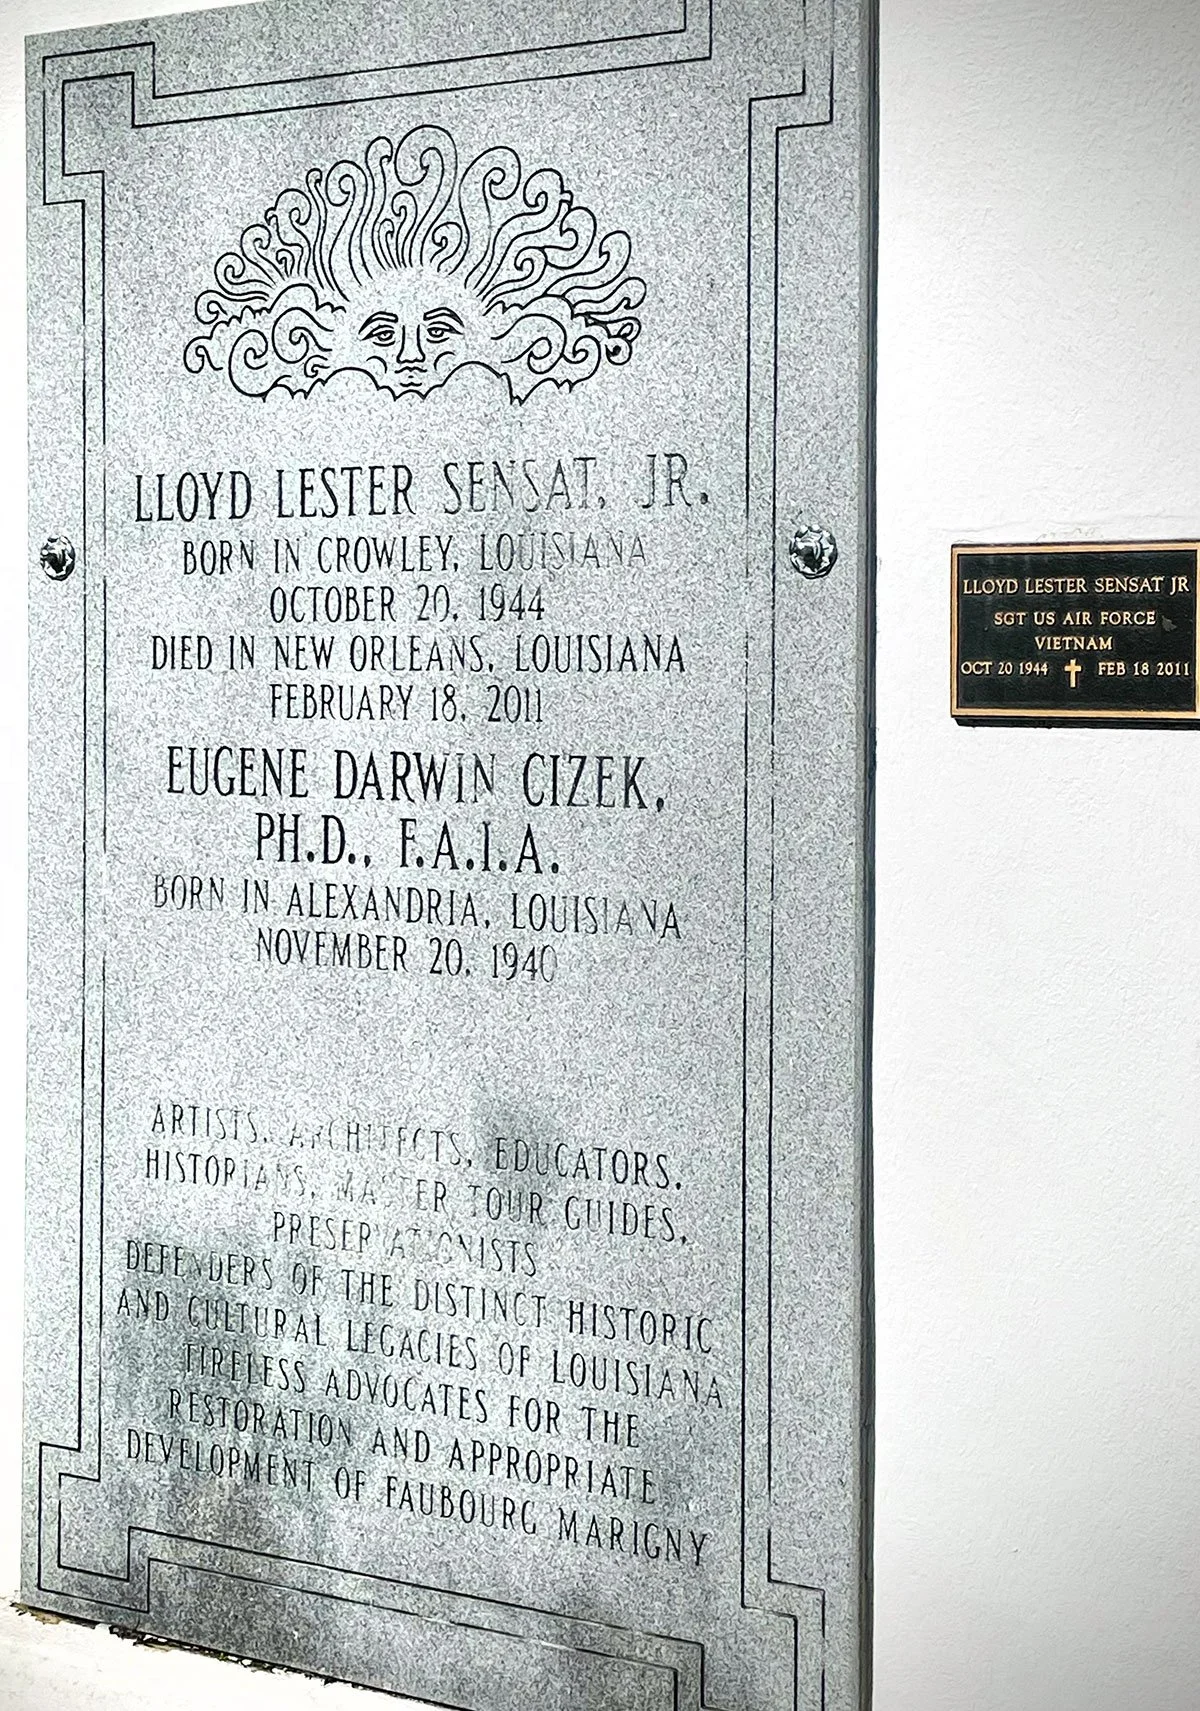 LLOYD LESTER SENSAT, JR.
BORN IN CROWLEY, LOUISIANA
OCTOBER 20, 1944
DIED IN NEW ORLEANS, LOUISIANA
FEBRUARY 18, 2011
EUGENE DARWIN CIZEK,
PH.D., F.A.I.A.
BORN IN ALEXANDRIA, LOUISIANA
NOVEMBER 20, 1940
ARTISTS, ARCHITECTS, EDUCATORS,
HISTORIANS, MASTER TOUR GUIDES,
PRESERVATIONISTS
DEFENDERS OF THE DISTINCT HISTORIC
AND CULTURAL LEGACIES OF LOUISIANA
TIRELESS ADVOCATES FOR THE
RESTORATION AND APPROPRIATE
DEVELOPMENT OF FAUBOURG MARIGNY
LLOYD LESTER SENSAT JR
SGT US AIR FORCE
VIETNAM
OCT 20 1944 FEB 18 2011